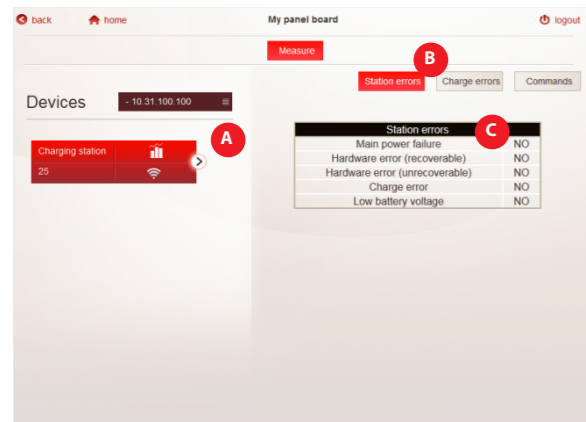 back home My panel board logout
Measure
B
Station errors Charge errors Commands
Devices - 10.31.100.100
A
C
Station errors
Main power failure NO
Hardware error (recoverable) NO
Hardware error (unrecoverable) NO
Charge error NO
Low battery voltage NO
Charging station
25